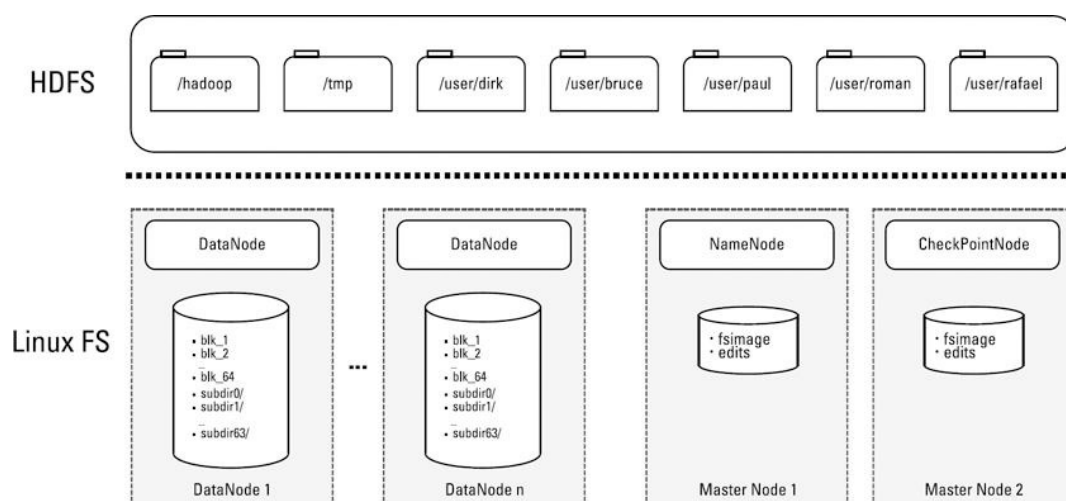 HDFS
/hadoop
/tmp
/user/dirk
/user/bruce
/user/paul
/user/roman
/user/rafael
Linux FS
DataNode
• blk_1
• blk_2
...
• blk_64
• subdir0/
• subdir1/
...
• subdir63/
DataNode 1
...
DataNode
• blk_1
• blk_2
...
• blk_64
• subdir0/
• subdir1/
...
• subdir63/
DataNode n
NameNode
• fsimage
• edits
Master Node 1
CheckPointNode
• fsimage
• edits
Master Node 2